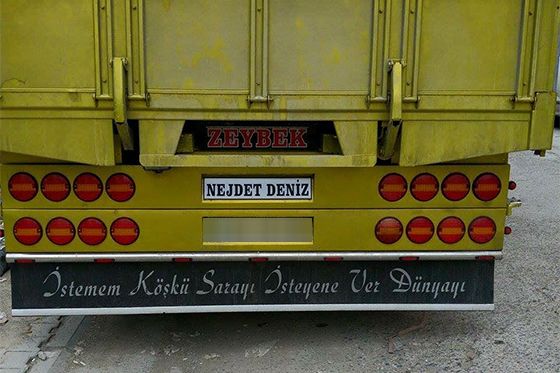 ZEYBEK
NEJDET DENİZ
İstemem Köşkü Sarayı İsteyene Ver Dünyayı